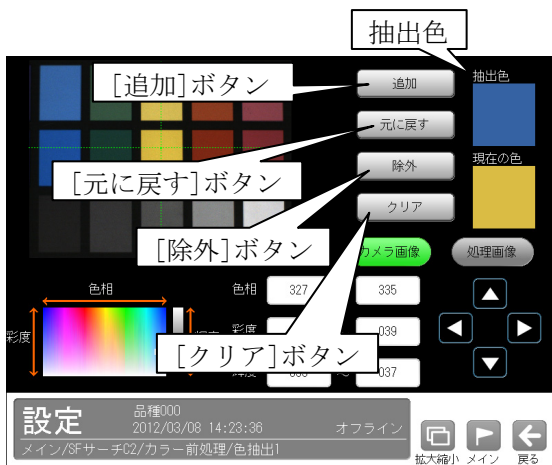 抽出色
[追加]ボタン
追加
抽出色
元に戻す
[元に戻す]ボタン
現在の色
除外
クリア
[除外]ボタン
カメラ画像
処理画像
色相
色相
327
335
彩度
彩度
039
[クリア]ボタン
037
設定
品種000
2012/03/08 14:23:36
オフライン
メイン/SFサーチC2/カラー前処理/色抽出1
拡大縮小
メイン
戻る